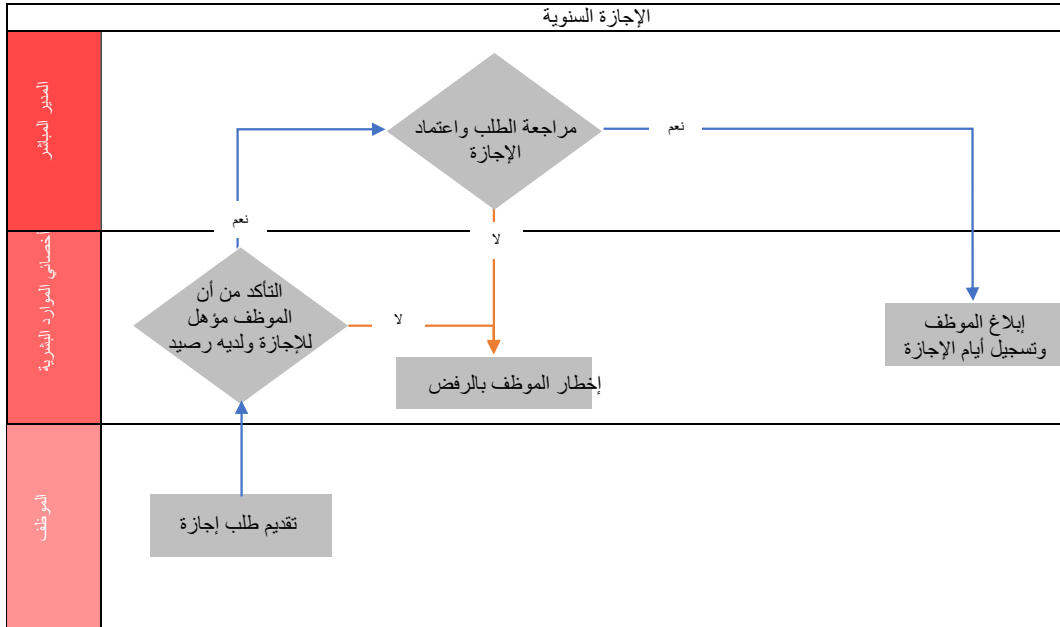 الإجازة السنوية
المدير المباشر
مراجعة الطلب واعتماد
الإجازة
نعم
نعم
لا
أخصائي الموارد البشرية
التأكد من أن
الموظف مؤهل
للإجازة ولديه رصيد
لا
إخطار الموظف بالرفض
إبلاغ الموظف
وتسجيل أيام الإجازة
الموظف
تقديم طلب إجازة